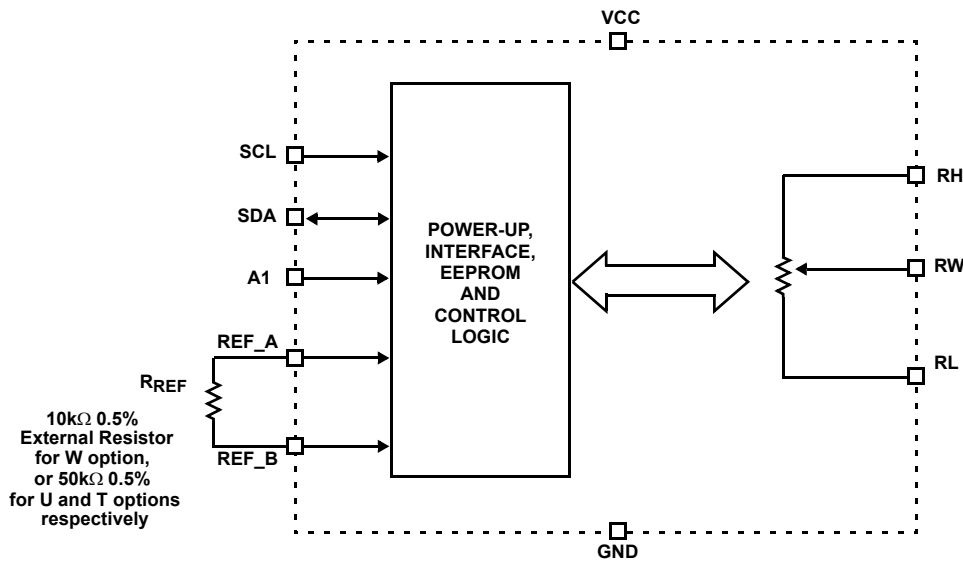 VCC
SCL
SDA
A1
REF_A
RREF
10kΩ 0.5%
External Resistor
for W option,
or 50kΩ 0.5%
for U and T options
respectively
REF_B
POWER-UP,
INTERFACE,
EEPROM
AND
CONTROL
LOGIC
RH
RW
RL
GND